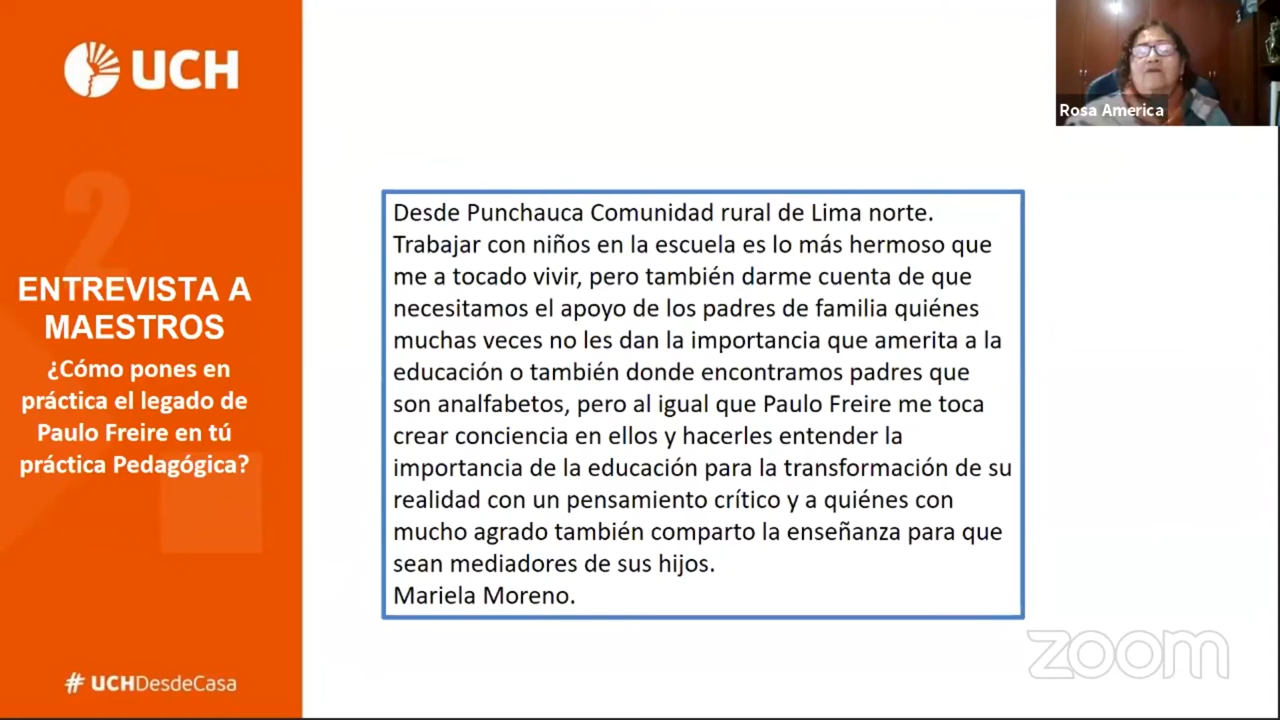 UCH
2
ENTREVISTA A
MAESTROS
¿Cómo pones en
práctica el legado de
Paulo Freire en tú
práctica Pedagógica?
# UCHDesdeCasa
Desde Punchauca Comunidad rural de Lima norte.
Trabajar con niños en la escuela es lo más hermoso que
me a tocado vivir, pero también darme cuenta de que
necesitamos el apoyo de los padres de familia quiénes
muchas veces no les dan la importancia que amerita a la
educación o también donde encontramos padres que
son analfabetos, pero al igual que Paulo Freire me toca
crear conciencia en ellos y hacerles entender la
importancia de la educación para la transformación de su
realidad con un pensamiento crítico y a quiénes con
mucho agrado también comparto la enseñanza para que
sean mediadores de sus hijos.
Mariela Moreno.
Rosa America
zoom